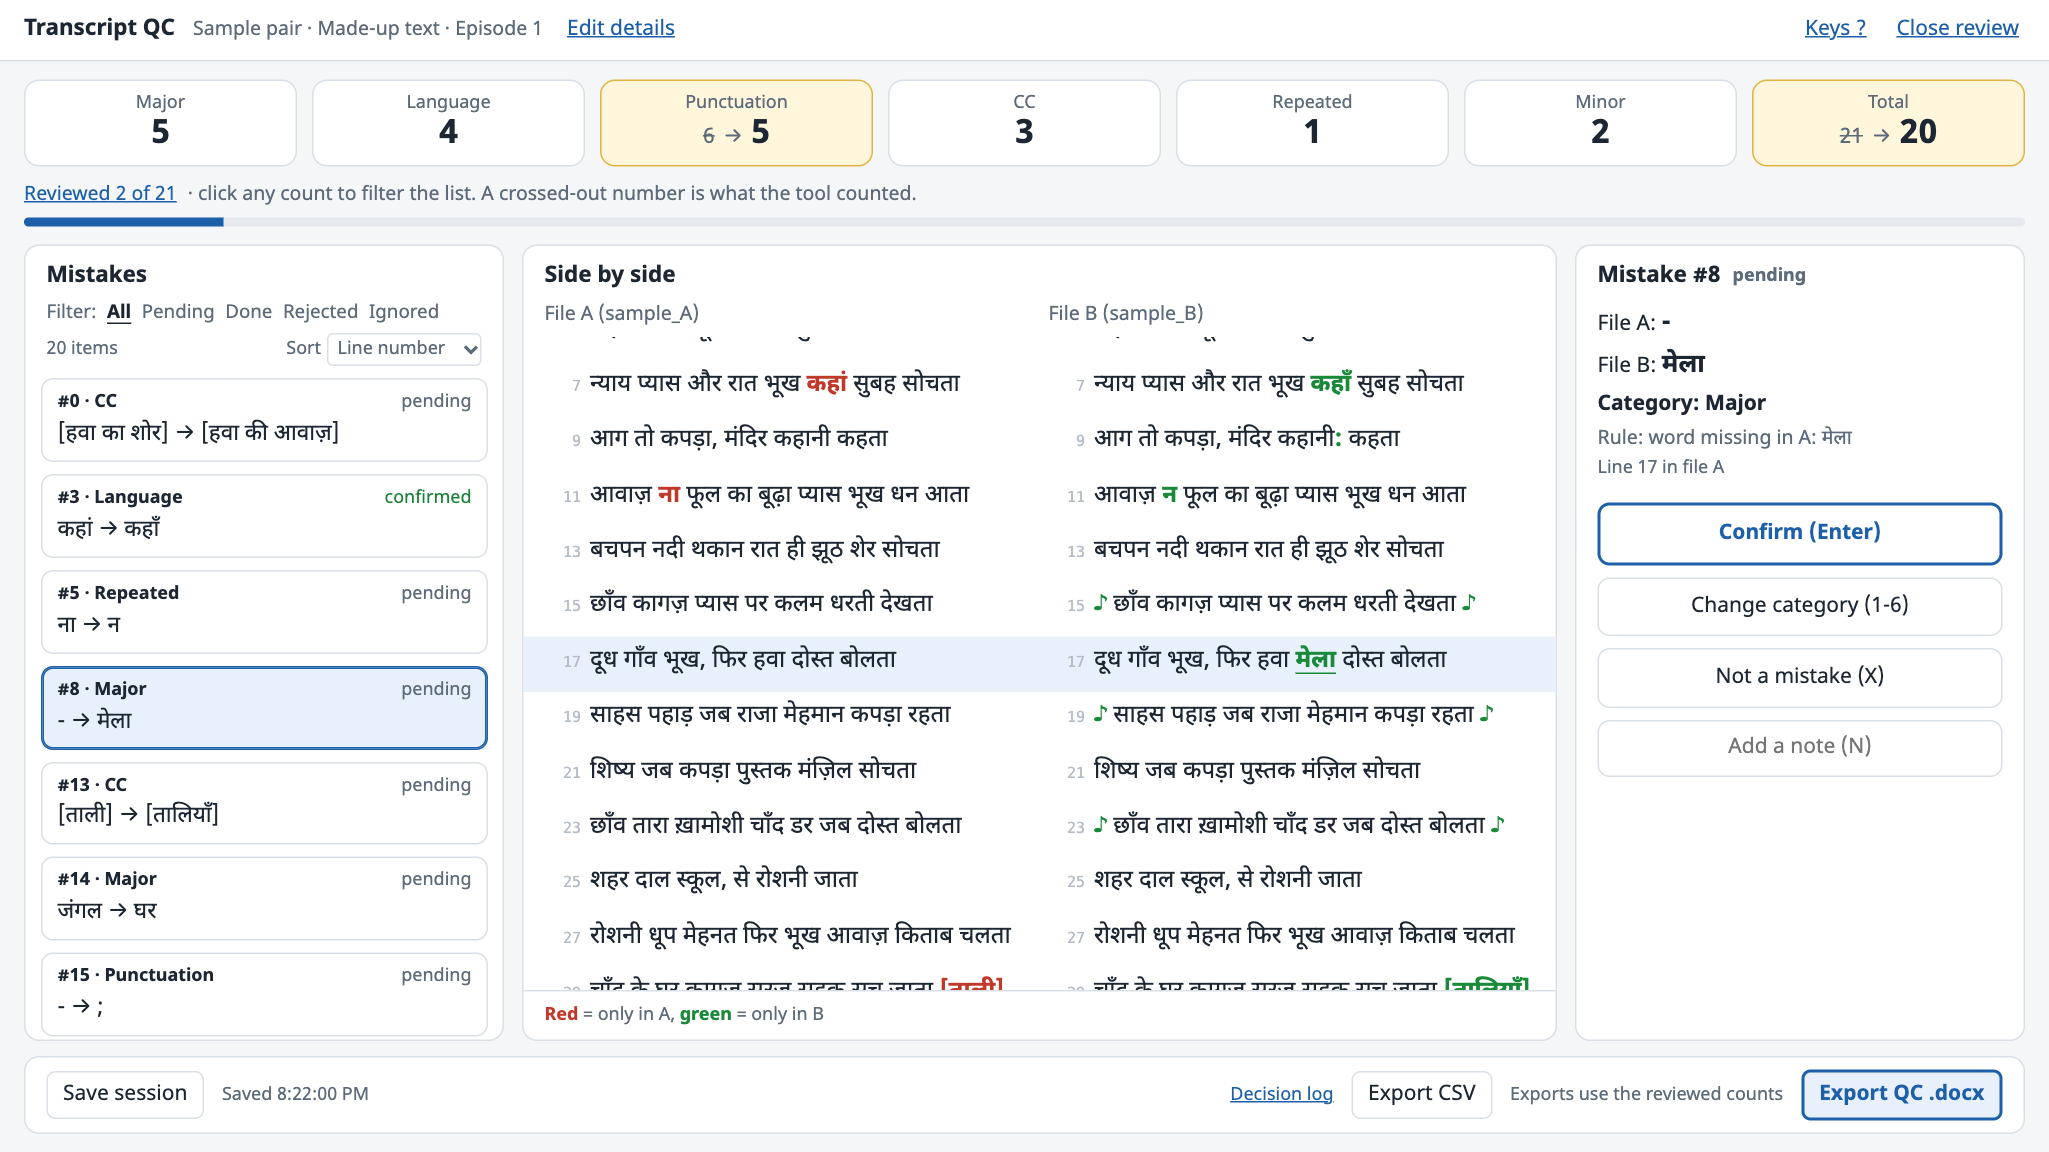 Transcript QC Sample pair · Made-up text · Episode 1 Edit details Keys ? Close review
Major
5
Language
4
Punctuation
6 → 5
CC
3
Repeated
1
Minor
2
Total
21 → 20
Reviewed 2 of 21 · click any count to filter the list. A crossed-out number is what the tool counted.
Mistakes
Filter: All Pending Done Rejected Ignored
20 items Sort Line number
#0 · CC pending
[हवा का शोर] → [हवा की आवाज़]
#3 · Language confirmed
कहां → कहाँ
#5 · Repeated pending
ना → न
#8 · Major pending
- → मेला
#13 · CC pending
[ताली] → [तालियाँ]
#14 · Major pending
जंगल → घर
#15 · Punctuation pending
- → ;
Side by side
File A (sample_A) File B (sample_B)
7 न्याय प्यास और रात भूख कहां सुबह सोचता 7 न्याय प्यास और रात भूख कहाँ सुबह सोचता
9 आग तो कपड़ा, मंदिर कहानी कहता 9 आग तो कपड़ा, मंदिर कहानी: कहता
11 आवाज़ ना फूल का बूढ़ा प्यास भूख धन आता 11 आवाज़ न फूल का बूढ़ा प्यास भूख धन आता
13 बचपन नदी थकान रात ही झूठ शेर सोचता 13 बचपन नदी थकान रात ही झूठ शेर सोचता
15 छाँव कागज़ प्यास पर कलम धरती देखता 15 ♪ छाँव कागज़ प्यास पर कलम धरती देखता ♪
17 दूध गाँव भूख, फिर हवा दोस्त बोलता 17 दूध गाँव भूख, फिर हवा मेला दोस्त बोलता
19 साहस पहाड़ जब राजा मेहमान कपड़ा रहता 19 ♪ साहस पहाड़ जब राजा मेहमान कपड़ा रहता ♪
21 शिष्य जब कपड़ा पुस्तक मंज़िल सोचता 21 शिष्य जब कपड़ा पुस्तक मंज़िल सोचता
23 छाँव तारा ख़ामोशी चाँद डर जब दोस्त बोलता 23 ♪ छाँव तारा ख़ामोशी चाँद डर जब दोस्त बोलता ♪
25 शहर दाल स्कूल, से रोशनी जाता 25 शहर दाल स्कूल, से रोशनी जाता
27 रोशनी धूप मेहनत फिर भूख आवाज़ किताब चलता 27 रोशनी धूप मेहनत फिर भूख आवाज़ किताब चलता
[ताली] [तालियाँ]
Red = only in A, green = only in B
Mistake #8 pending
File A: -
File B: मेला
Category: Major
Rule: word missing in A: मेला
Line 17 in file A
Confirm (Enter)
Change category (1-6)
Not a mistake (X)
Add a note (N)
Save session Saved 8:22:00 PM Decision log Export CSV Exports use the reviewed counts Export QC .docx